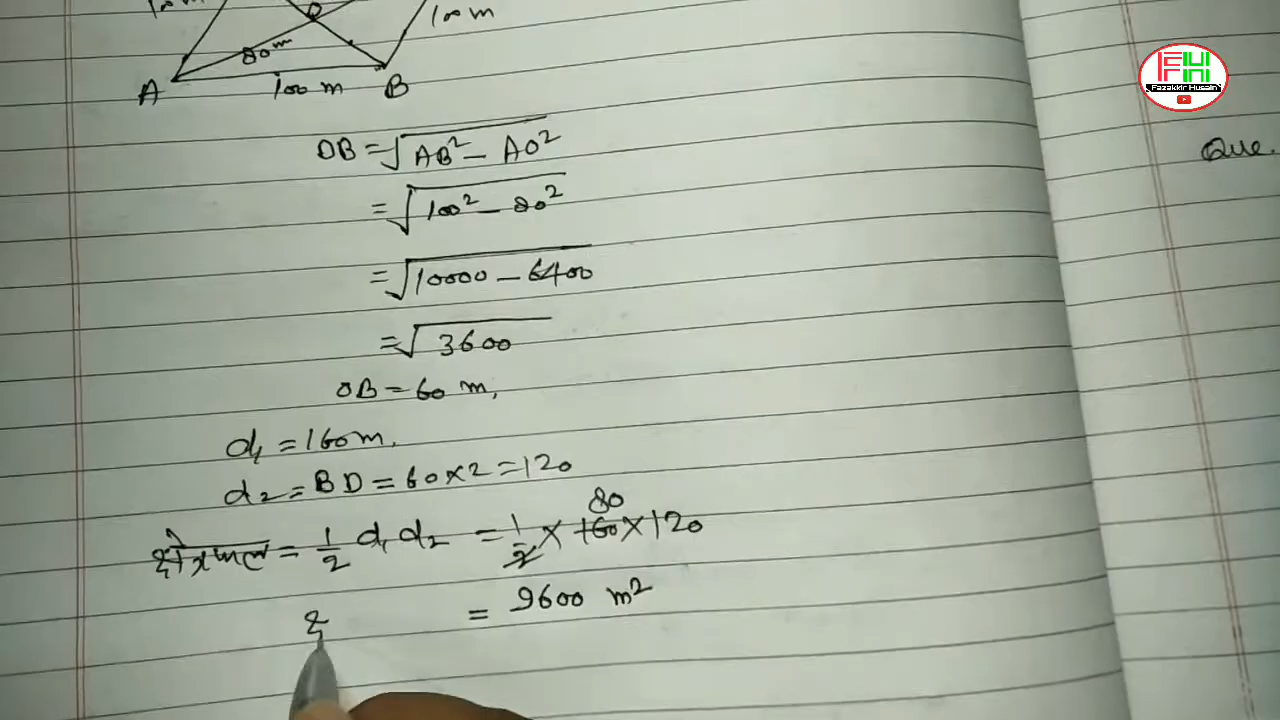 100 m
O
100 m
80 m
A
100 m
B
OB = √AB² - AO²
= √100² - 80²
= √10000 - 6400
= √3600
OB = 60 m,
d₁ = 160 m.
d₂ = BD = 60 × 2 = 120
80
क्षेत्रफल = 1/2 d₁ d₂ = 1/2 × 160 × 120
= 9600 m²
Fazakkir Husain
Que.